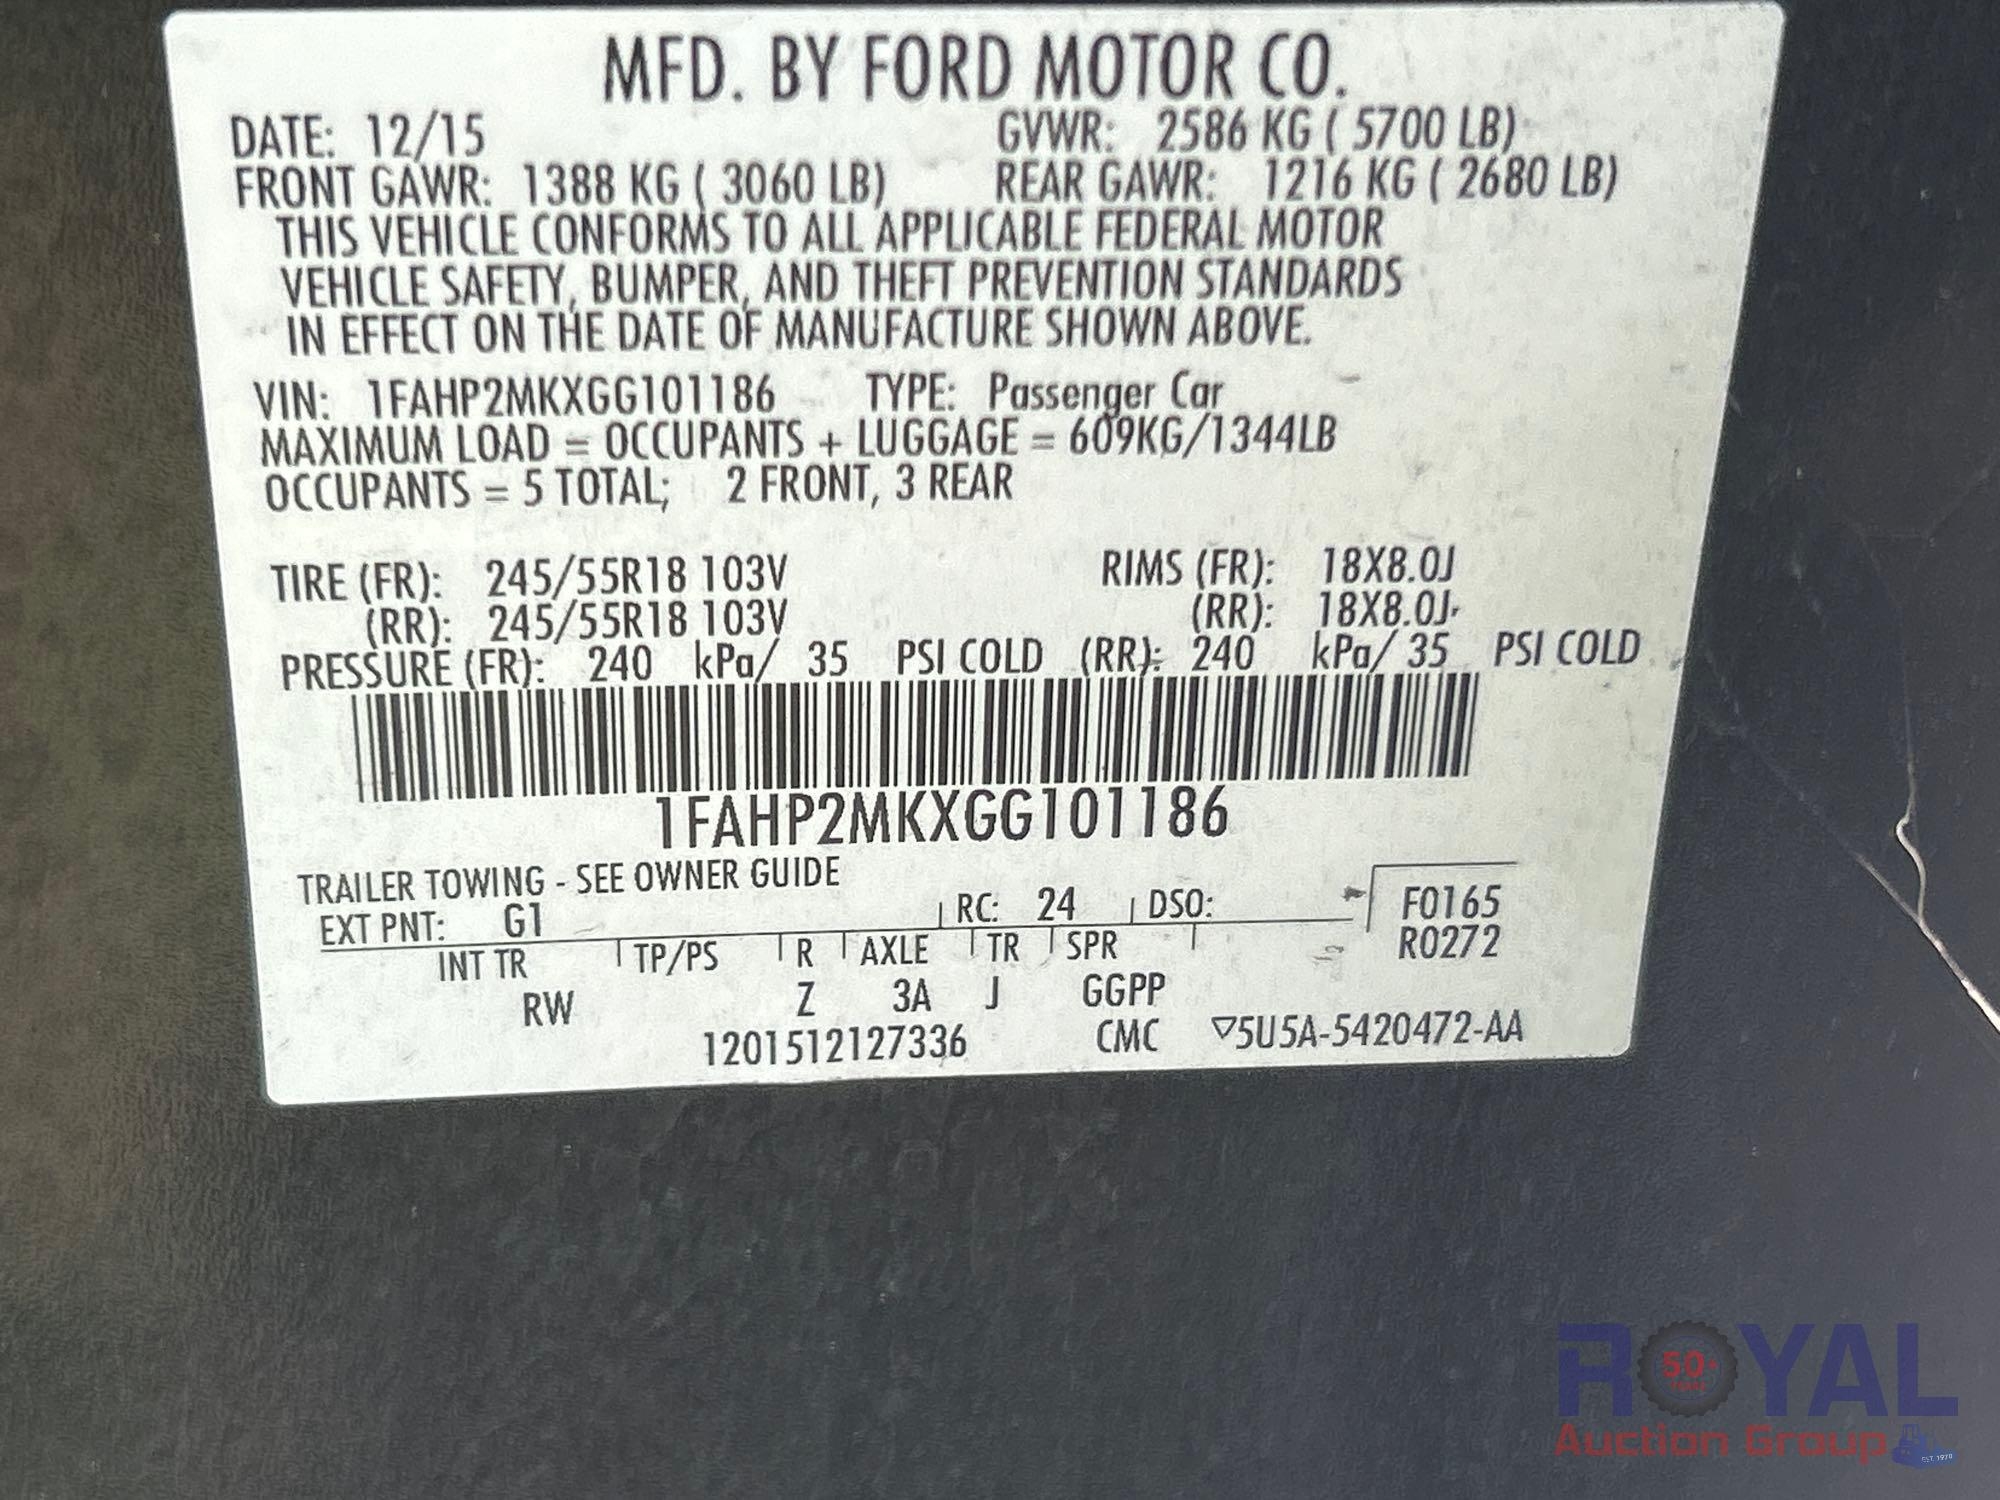 MFD. BY FORD MOTOR CO.
DATE: 12/15 GVWR: 2586 KG ( 5700 LB)
FRONT GAWR: 1388 KG ( 3060 LB) REAR GAWR: 1216 KG ( 2680 LB)
THIS VEHICLE CONFORMS TO ALL APPLICABLE FEDERAL MOTOR
VEHICLE SAFETY, BUMPER, AND THEFT PREVENTION STANDARDS
IN EFFECT ON THE DATE OF MANUFACTURE SHOWN ABOVE.
VIN: 1FAHP2MKXGG101186 TYPE: Passenger Car
MAXIMUM LOAD = OCCUPANTS + LUGGAGE = 609KG/1344LB
OCCUPANTS = 5 TOTAL; 2 FRONT, 3 REAR
TIRE (FR): 245/55R18 103V RIMS (FR): 18X8.0J
(RR): 245/55R18 103V (RR): 18X8.0J
PRESSURE (FR): 240 kPa/ 35 PSI COLD (RR): 240 kPa/ 35 PSI COLD
1FAHP2MKXGG101186
TRAILER TOWING - SEE OWNER GUIDE
EXT PNT: G1 RC: 24 DSO: F0165
INT TR TP/PS R AXLE TR SPR R0272
RW Z 3A J GGPP
1201512127336 CMC ▽5U5A-5420472-AA
ROYAL
50+
YEARS
Auction Group
EST. 1970